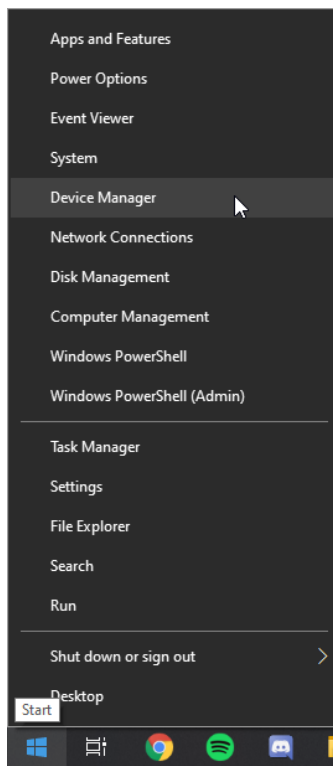 Apps and Features
Power Options
Event Viewer
System
Device Manager
Network Connections
Disk Management
Computer Management
Windows PowerShell
Windows PowerShell (Admin)
Task Manager
Settings
File Explorer
Search
Run
Shut down or sign out
Desktop
Start